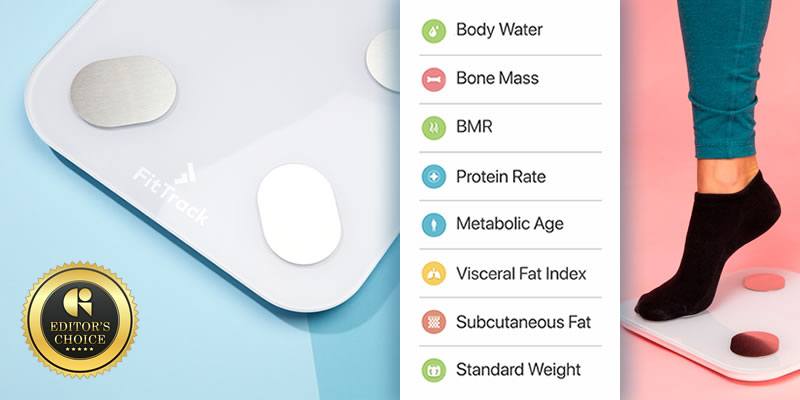 FitTrack
EDITOR'S
CHOICE
Body Water
Bone Mass
BMR
Protein Rate
Metabolic Age
Visceral Fat Index
Subcutaneous Fat
Standard Weight